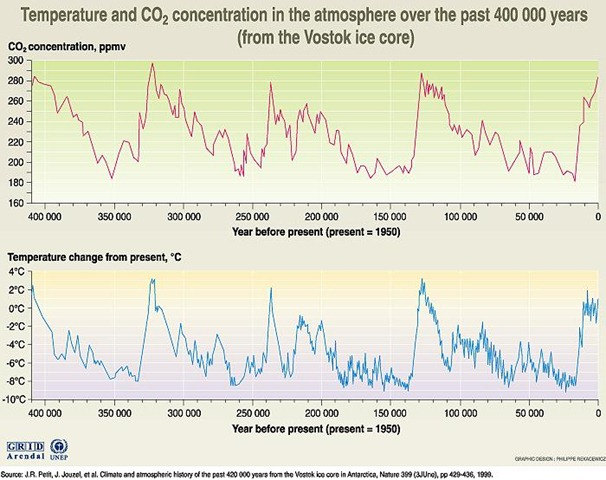 Temperature and CO2 concentration in the atmosphere over the past 400 000 years
(from the Vostok ice core)
CO2 concentration, ppmv
300
280
260
240
220
200
180
160
400 000 350 000 300 000 250 000 200 000 150 000 100 000 50 000 0
Year before present (present = 1950)
Temperature change from present, °C
4°C
2°C
0°C
-2°C
-4°C
-6°C
-8°C
-10°C
400 000 350 000 300 000 250 000 200 000 150 000 100 000 50 000 0
Year before present (present = 1950)
GRID
Arendal UNEP
GRAPHIC DESIGN : PHILIPPE REKACEWICZ
Source: J.R. Petit, J. Jouzel, et al. Climate and atmospheric history of the past 420 000 years from the Vostok ice core in Antarctica, Nature 399 (3JUne), pp 429-436, 1999.